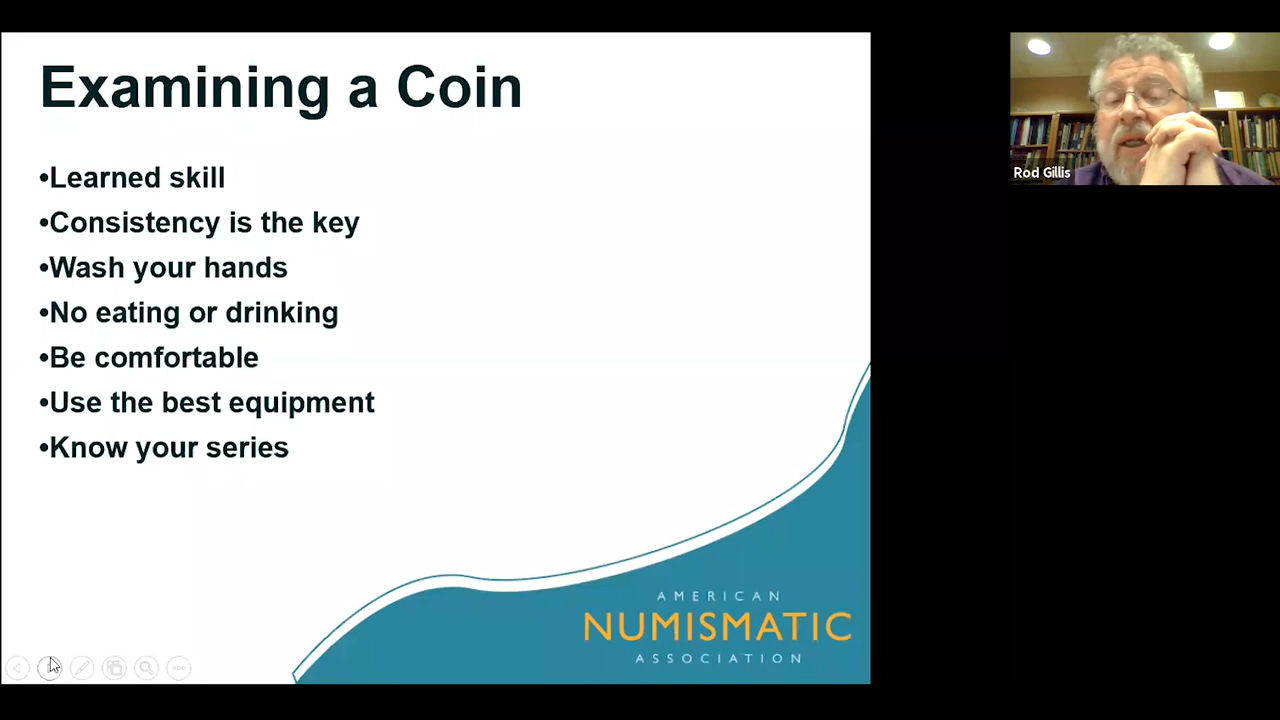 Examining a Coin
•Learned skill
•Consistency is the key
•Wash your hands
•No eating or drinking
•Be comfortable
•Use the best equipment
•Know your series
AMERICAN
NUMISMATIC
ASSOCIATION
Rod Gillis